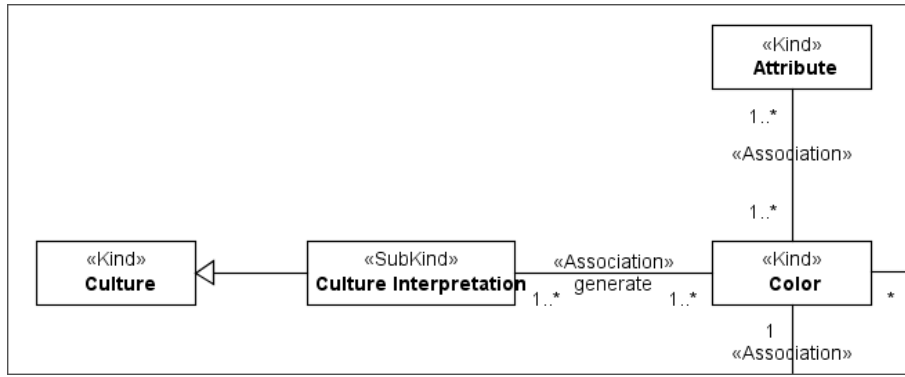 «Kind»
Attribute
1..*
«Association»
1..*
«Kind»
Culture
«SubKind»
Culture Interpretation
1..*
«Association»
generate
1..*
«Kind»
Color
*
1
«Association»